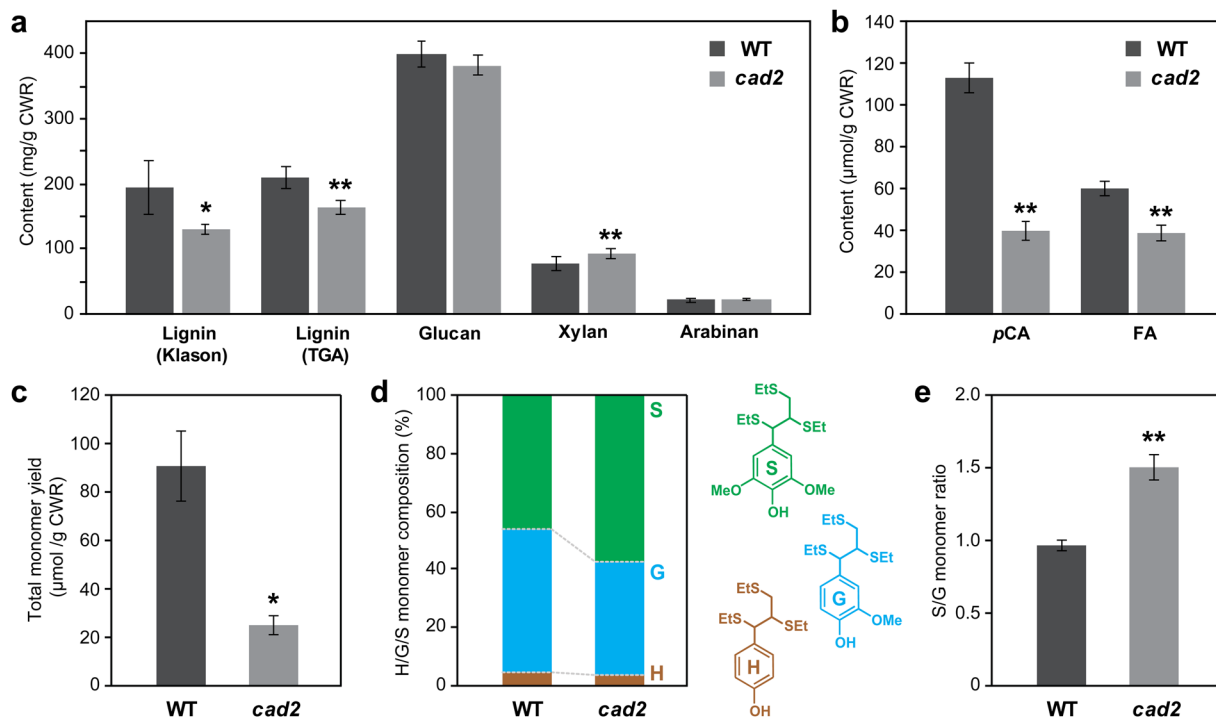 a
Content (mg/g CWR)
400
300
200
100
0
WT
cad2
*
**
**
Lignin
(Klason)
Lignin
(TGA)
Glucan
Xylan
Arabinan
b
Content (µmol/g CWR)
120
100
80
60
40
20
0
WT
cad2
**
**
pCA
FA
c
Total monomer yield
(µmol /g CWR)
120
100
80
60
40
20
0
*
WT
cad2
d
H/G/S monomer composition (%)
100
80
60
40
20
0
S
G
H
WT
cad2
EtS
EtS
SEt
S
MeO
OMe
OH
EtS
EtS
SEt
G
OMe
OH
EtS
EtS
SEt
H
OH
e
S/G monomer ratio
2.0
1.5
1.0
0.5
0
**
WT
cad2